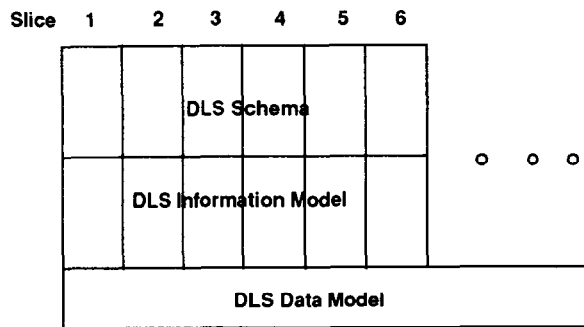 Slice 1 2 3 4 5 6
DLS Schema
DLS Information Model
DLS Data Model